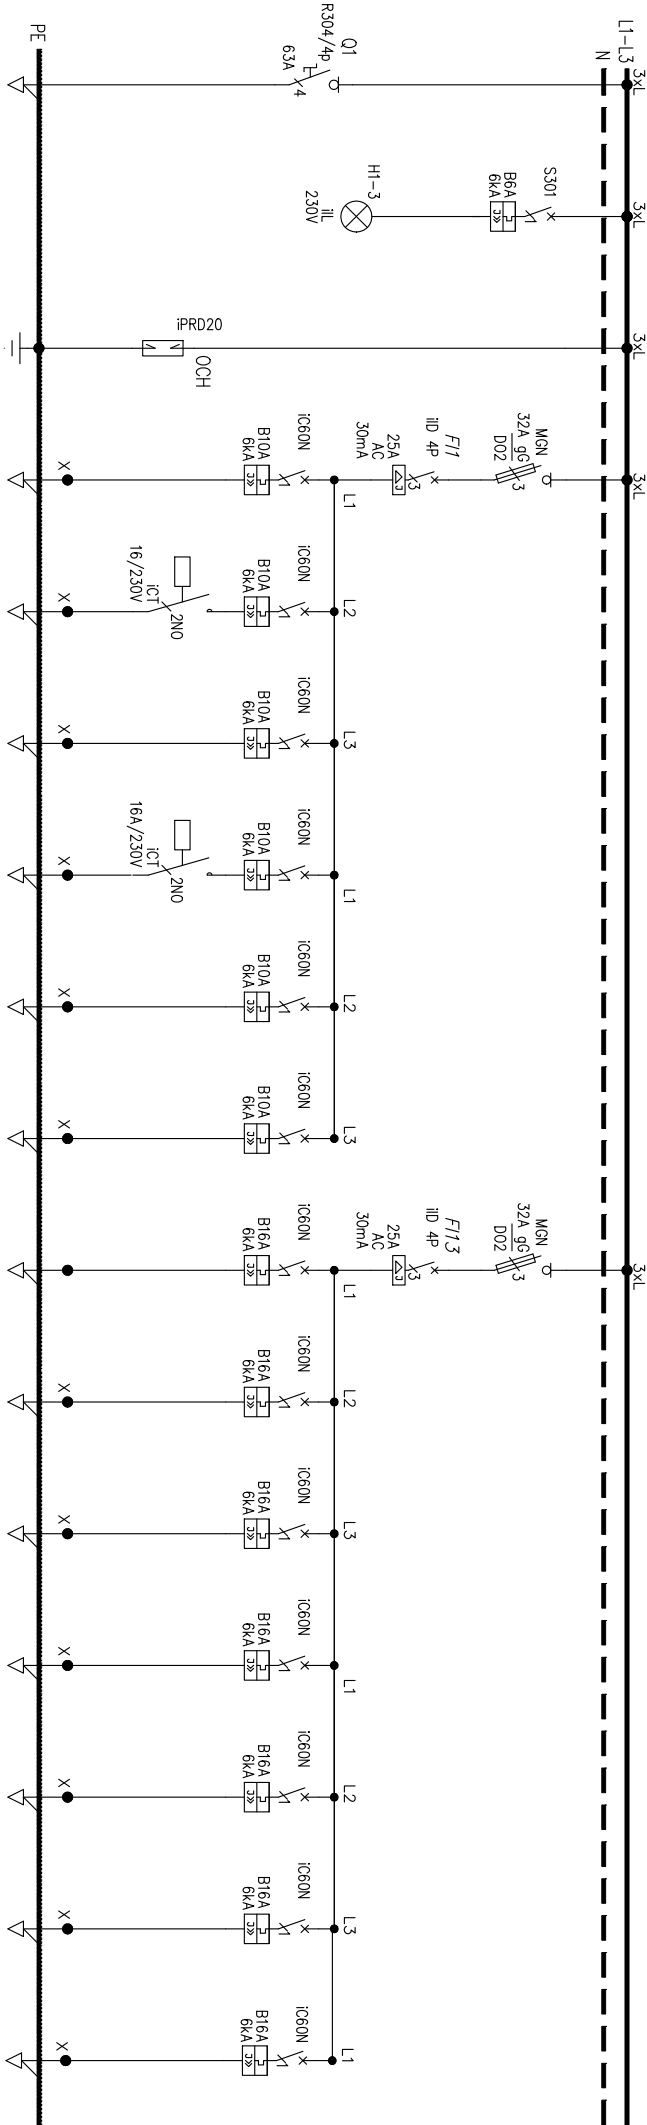 L1-L3
N
PE
3xL
Q1
R304/4p
63A
4
3xL
S301
B6A
6kA
H1-3
iIL
230V
3xL
iPRD20
OCH
3xL
MGN
32A gG
D02
3
F/1
iID 4P
3
25A
AC
30mA
L1
iC60N
B10A
6kA
X
L2
iC60N
B10A
6kA
2NO
iCT
16/230V
X
L3
iC60N
B10A
6kA
X
L1
iC60N
B10A
6kA
2NO
iCT
16A/230V
X
L2
iC60N
B10A
6kA
X
L3
iC60N
B10A
6kA
X
3xL
MGN
32A gG
D02
3
F/13
iID 4P
3
25A
AC
30mA
L1
iC60N
B16A
6kA
L2
iC60N
B16A
6kA
X
L3
iC60N
B16A
6kA
X
L1
iC60N
B16A
6kA
X
L2
iC60N
B16A
6kA
X
L3
iC60N
B16A
6kA
X
L1
iC60N
B16A
6kA
X